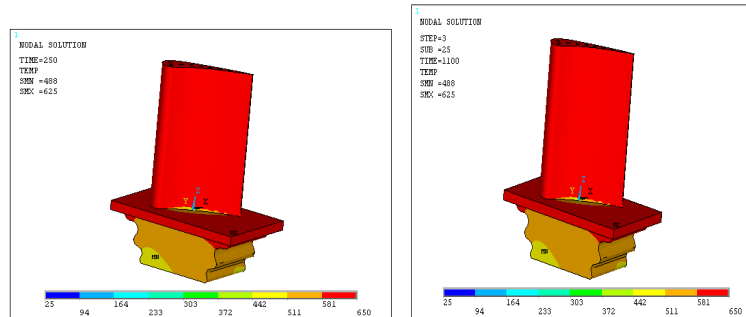 1
NODAL SOLUTION
TIME=250
TEMP
SMN =488
SMX =625
Z
Y X
MX
MN
25 164 303 442 581
94 233 372 511 650
1
NODAL SOLUTION
STEP=3
SUB =25
TIME=1100
TEMP
SMN =488
SMX =625
Z
Y X
MN
25 164 303 442 581
94 233 372 511 650